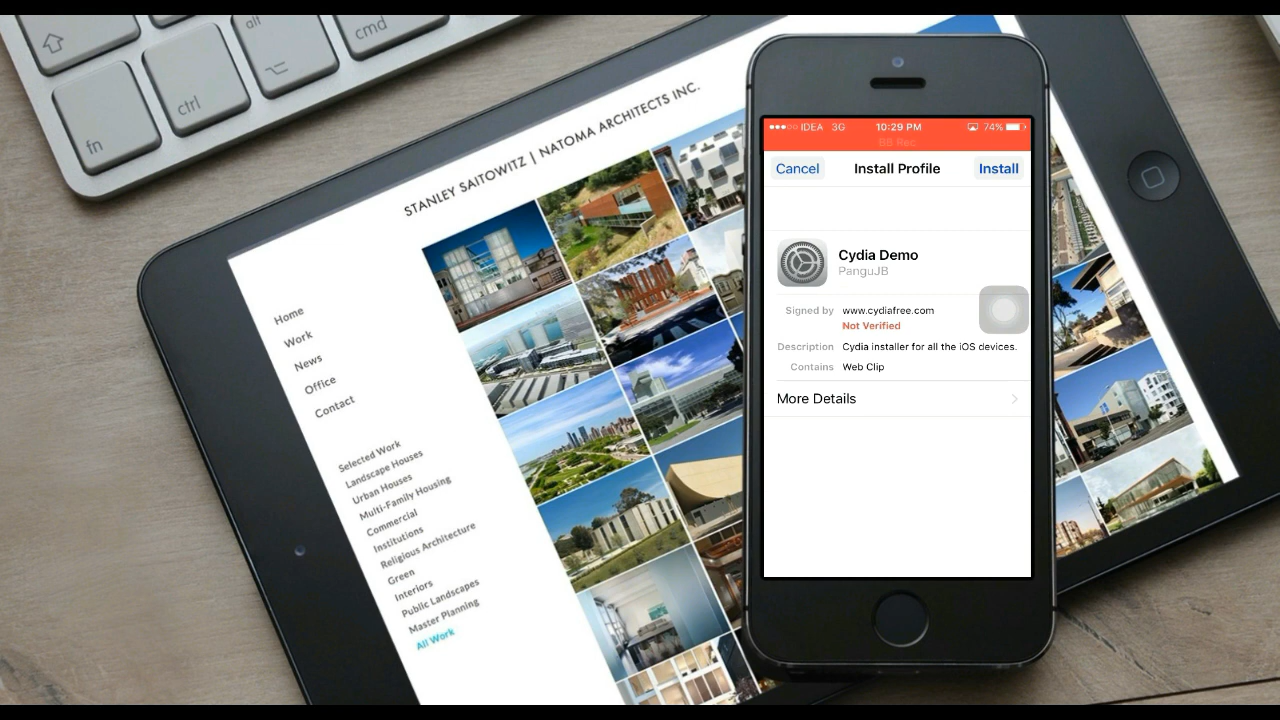 alt
cmd
ctrl
fn
STANLEY SAITOWITZ | NATOMA ARCHITECTS INC.
Home
Work
News
Office
Contact
Selected Work
Landscape Houses
Urban Houses
Multi-Family Housing
Commercial
Institutions
Religious Architecture
Green
Interiors
Public Landscapes
Master Planning
All Work
IDEA 3G 10:29 PM 74%
BB Rec
Cancel Install Profile Install
Cydia Demo
PanguJB
Signed by www.cydiafree.com
Not Verified
Description Cydia installer for all the iOS devices.
Contains Web Clip
More Details